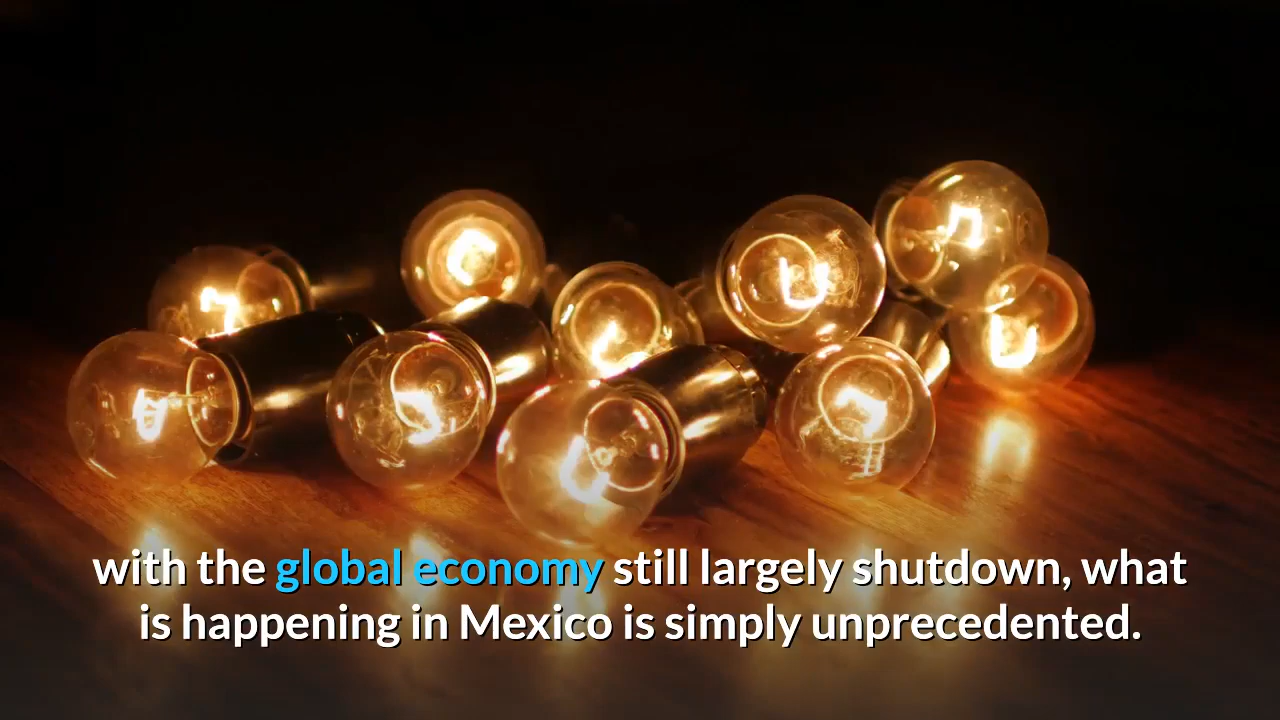 with the global economy still largely shutdown, what
is happening in Mexico is simply unprecedented.